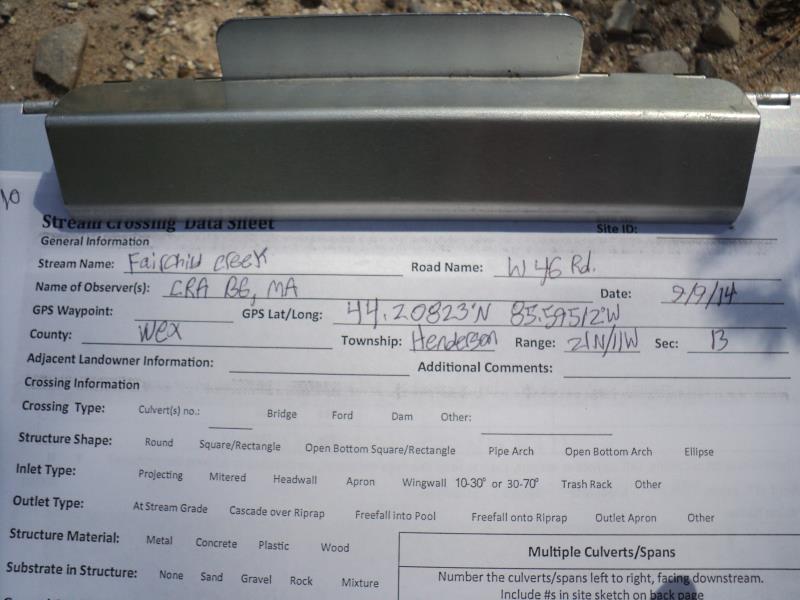 10
Stream Crossing Data Sheet Site ID:
General Information
Stream Name: Fairchild Creek Road Name: W 46 Rd.
Name of Observer(s): CRA BG, MA Date: 9/9/14
GPS Waypoint: GPS Lat/Long: 44.20823°N 85.59512°W
County: Wex Township: Henderson Range: 21N/11W Sec: 13
Adjacent Landowner Information: Additional Comments:
Crossing Information
Crossing Type: Culvert(s) no.: Bridge Ford Dam Other:
Structure Shape: Round Square/Rectangle Open Bottom Square/Rectangle Pipe Arch Open Bottom Arch Ellipse
Inlet Type: Projecting Mitered Headwall Apron Wingwall 10-30° or 30-70° Trash Rack Other
Outlet Type: At Stream Grade Cascade over Riprap Freefall into Pool Freefall onto Riprap Outlet Apron Other
Structure Material: Metal Concrete Plastic Wood
Multiple Culverts/Spans
Substrate in Structure: None Sand Gravel Rock Mixture
Number the culverts/spans left to right, facing downstream.
Include #s in site sketch on back page